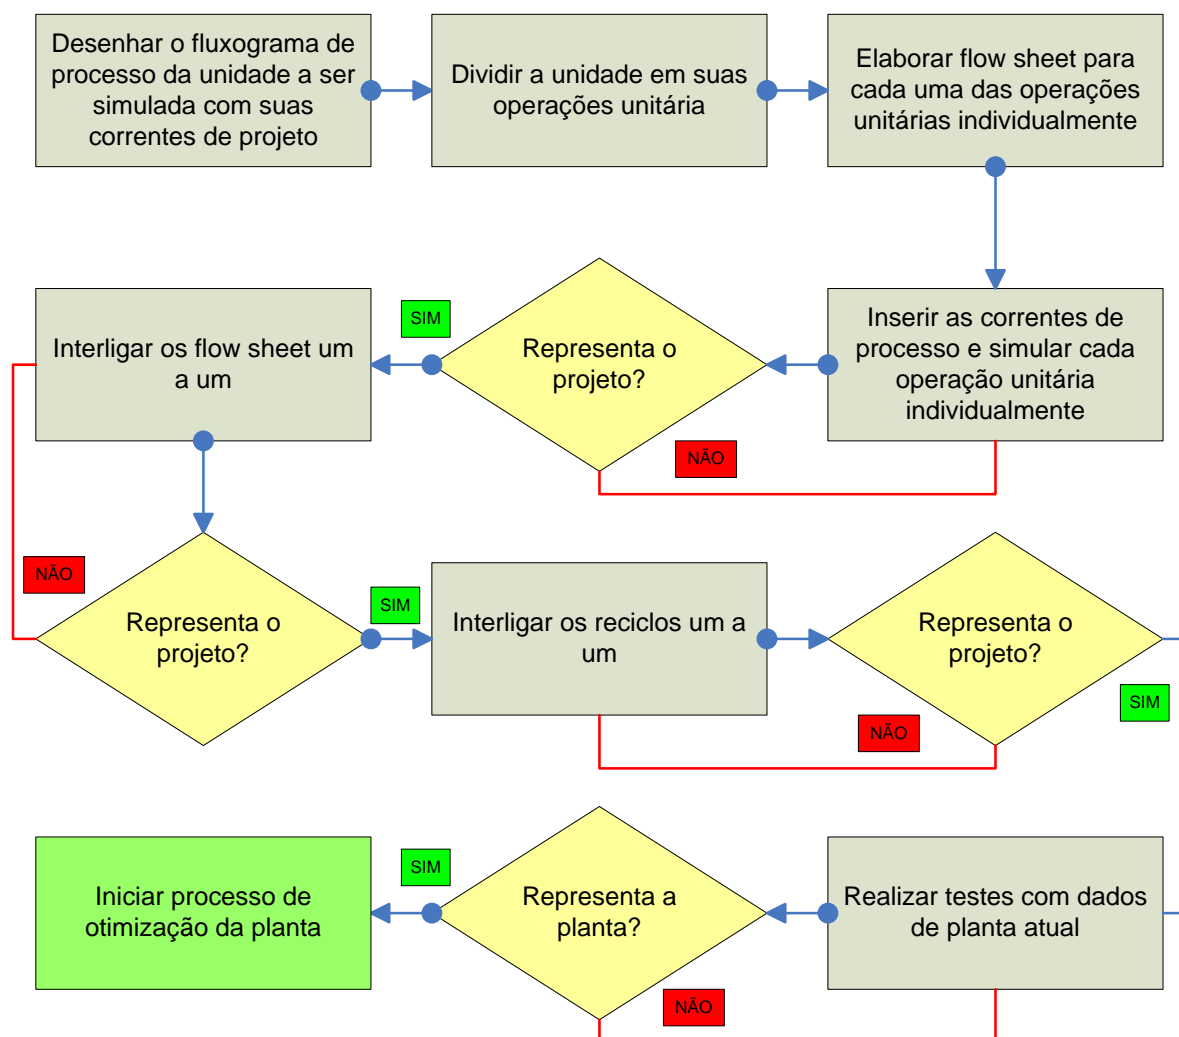 Desenhar o fluxograma de
processo da unidade a ser
simulada com suas
correntes de projeto
Dividir a unidade em suas
operações unitária
Elaborar flow sheet para
cada uma das operações
unitárias individualmente
Interligar os flow sheet um
a um
SIM
Representa o
projeto?
NÃO
Inserir as correntes de
processo e simular cada
operação unitária
individualmente
NÃO
Representa o
projeto?
SIM
Interligar os reciclos um a
um
Representa o
projeto?
NÃO
SIM
Iniciar processo de
otimização da planta
SIM
Representa a
planta?
NÃO
Realizar testes com dados
de planta atual